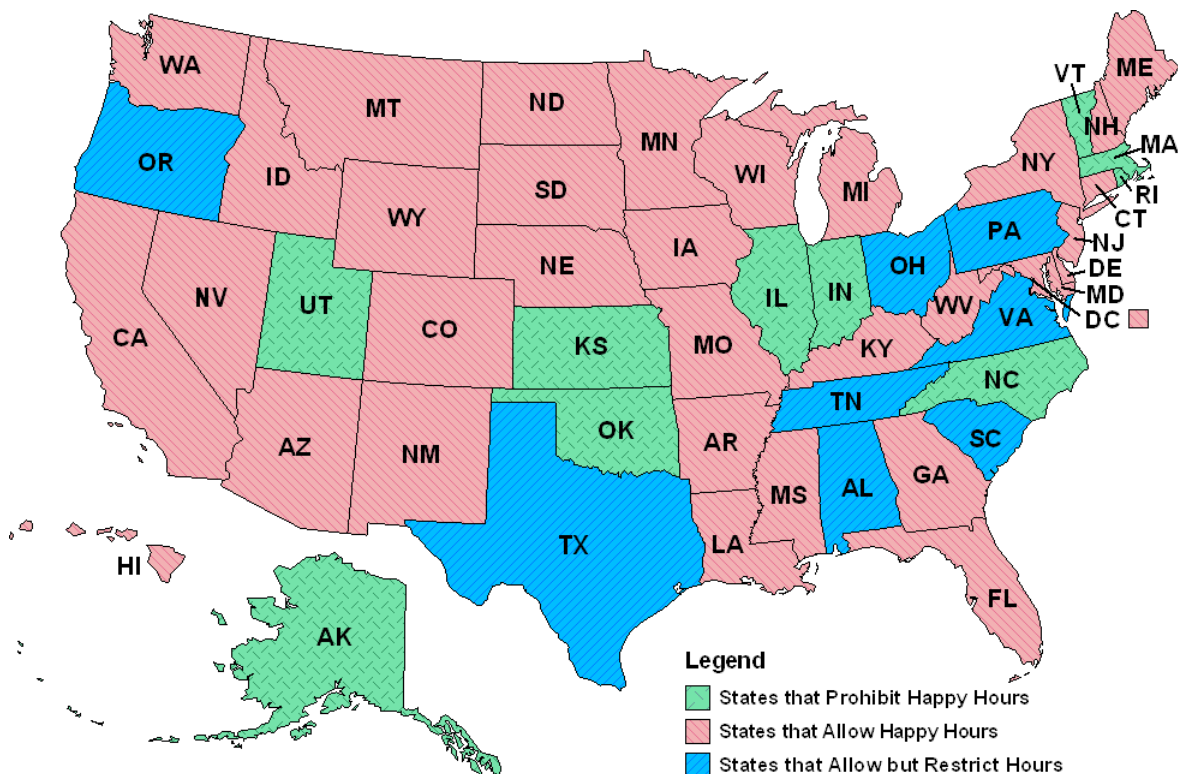 WA
MT
ND
MN
VT
ME
NH
MA
OR
ID
SD
WI
MI
NY
RI
WY
CT
IA
PA
NJ
NE
OH
DE
NV
UT
IL
IN
MD
WV
DC
CA
CO
KS
MO
KY
VA
NC
TN
AZ
NM
OK
AR
SC
MS
AL
GA
TX
LA
HI
FL
AK
Legend
States that Prohibit Happy Hours
States that Allow Happy Hours
States that Allow but Restrict Hours